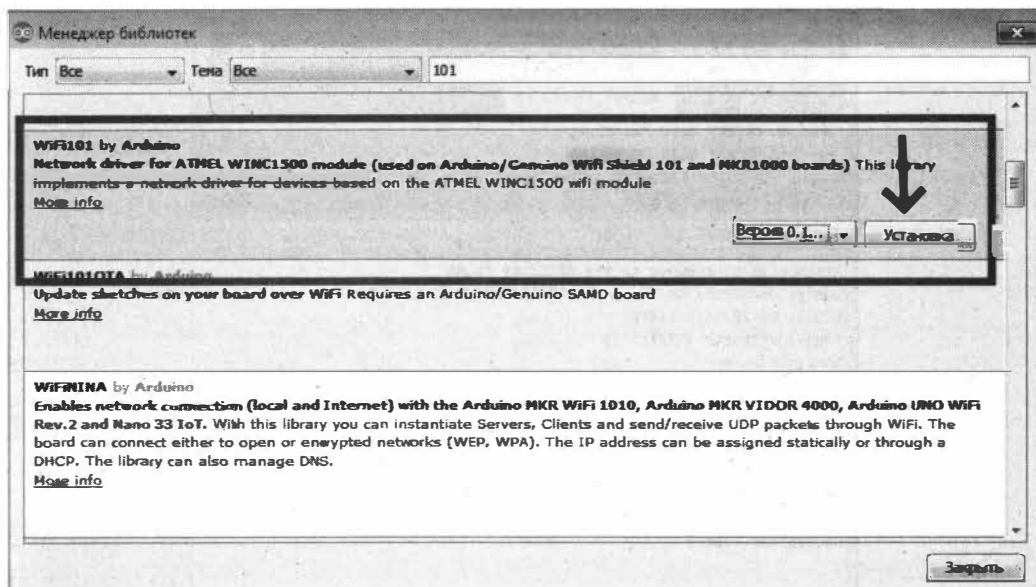 Менеджер библиотек
Тип Все Тема Все 101
WiFi101 by Arduino
Network driver for ATMEL WINC1500 module (used on Arduino/Genuino Wifi Shield 101 and MKR1000 boards) This library
implements a network driver for devices based on the ATMEL WINC1500 wifi module
More info
Версия 0.1... Установка
WiFi101OTA by Arduino
Update sketches on your board over WiFi Requires an Arduino/Genuino SAMD board
More info
WiFiNINA by Arduino
Enables network connection (local and Internet) with the Arduino MKR WiFi 1010, Arduino MKR VIDOR 4000, Arduino UNO WiFi
Rev.2 and Nano 33 IoT. With this library you can instantiate Servers, Clients and send/receive UDP packets through WiFi. The
board can connect either to open or encrypted networks (WEP, WPA). The IP address can be assigned statically or through a
DHCP. The library can also manage DNS.
More info
Закрыть